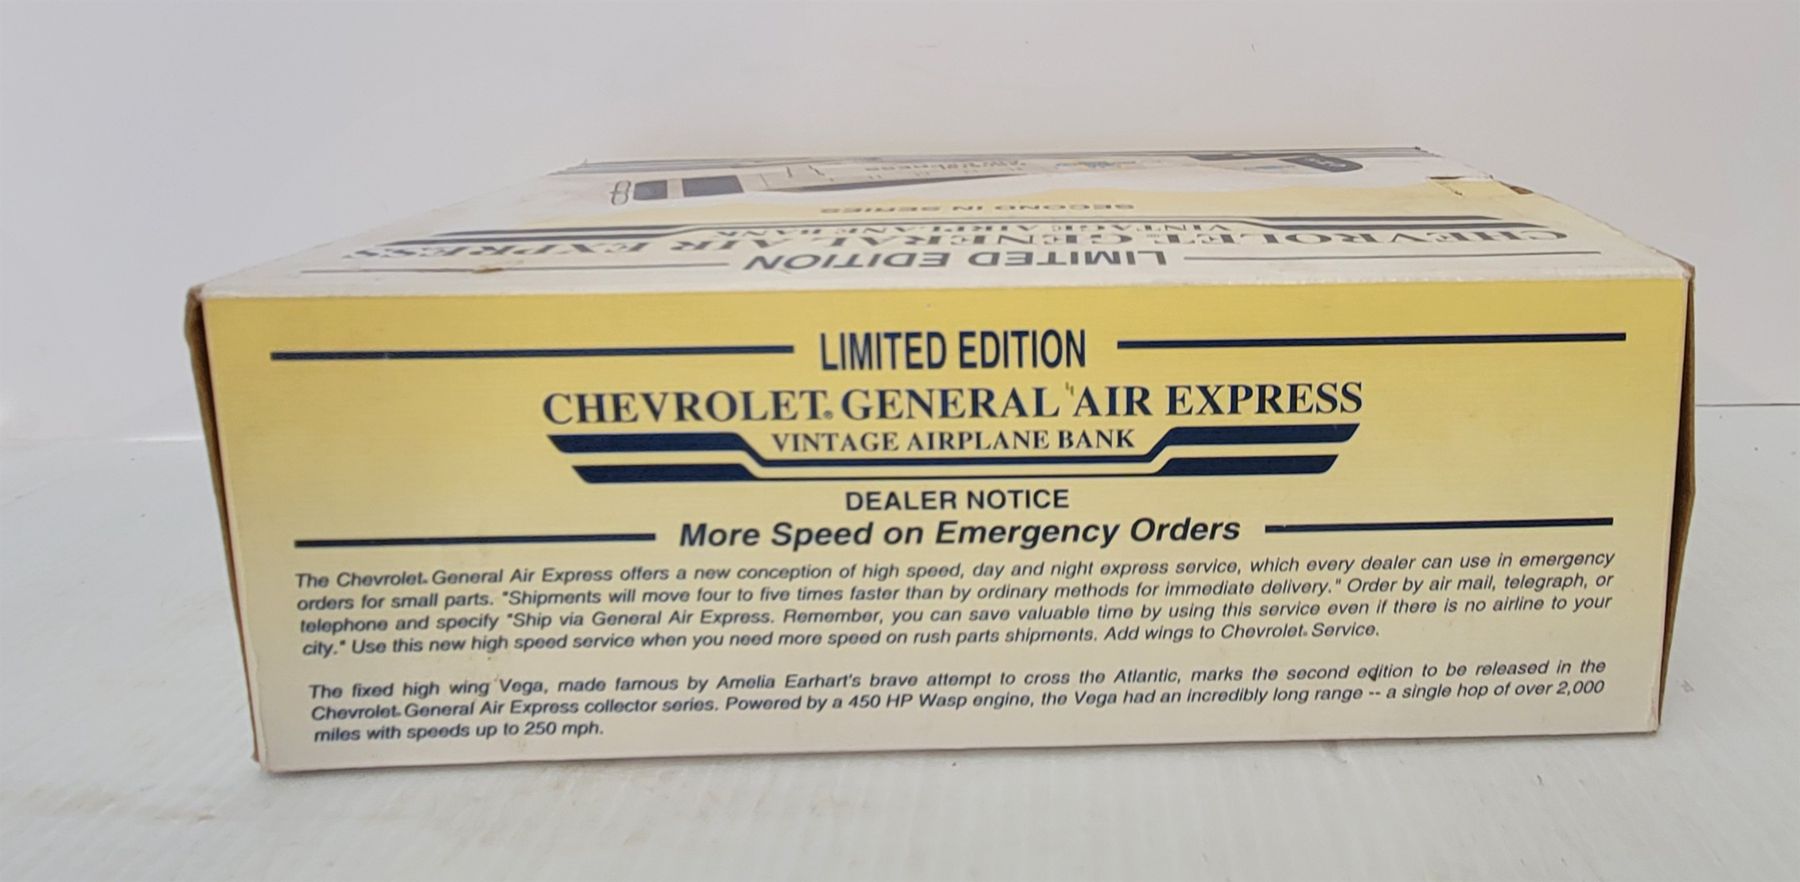 SECOND IN SERIES
VINTAGE AIRPLANE BANK
CHEVROLET GENERAL AIR EXPRESS
LIMITED EDITION
LIMITED EDITION
CHEVROLET® GENERAL AIR EXPRESS
VINTAGE AIRPLANE BANK
DEALER NOTICE
More Speed on Emergency Orders
The Chevrolet® General Air Express offers a new conception of high speed, day and night express service, which every dealer can use in emergency
orders for small parts. "Shipments will move four to five times faster than by ordinary methods for immediate delivery." Order by air mail, telegraph, or
telephone and specify "Ship via General Air Express. Remember, you can save valuable time by using this service even if there is no airline to your
city." Use this new high speed service when you need more speed on rush parts shipments. Add wings to Chevrolet® Service.
The fixed high wing Vega, made famous by Amelia Earhart's brave attempt to cross the Atlantic, marks the second edition to be released in the
Chevrolet® General Air Express collector series. Powered by a 450 HP Wasp engine, the Vega had an incredibly long range -- a single hop of over 2,000
miles with speeds up to 250 mph.